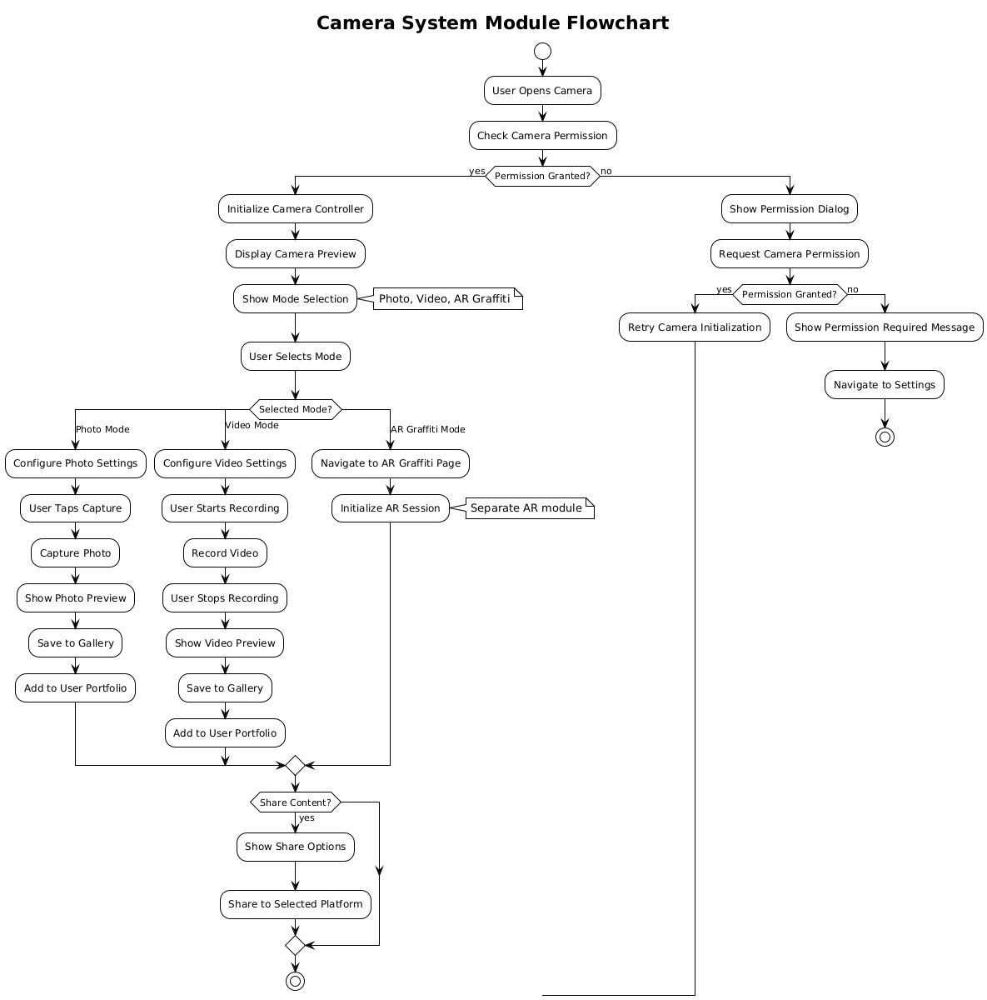 Camera System Module Flowchart
User Opens Camera
Check Camera Permission
yes
Permission Granted?
no
Initialize Camera Controller
Display Camera Preview
Show Mode Selection
Photo, Video, AR Graffiti
User Selects Mode
Selected Mode?
Photo Mode
Configure Photo Settings
User Taps Capture
Capture Photo
Show Photo Preview
Save to Gallery
Add to User Portfolio
Video Mode
Configure Video Settings
User Starts Recording
Record Video
User Stops Recording
Show Video Preview
Save to Gallery
Add to User Portfolio
AR Graffiti Mode
Navigate to AR Graffiti Page
Initialize AR Session
Separate AR module
Share Content?
yes
Show Share Options
Share to Selected Platform
Show Permission Dialog
Request Camera Permission
yes
Permission Granted?
no
Retry Camera Initialization
Show Permission Required Message
Navigate to Settings